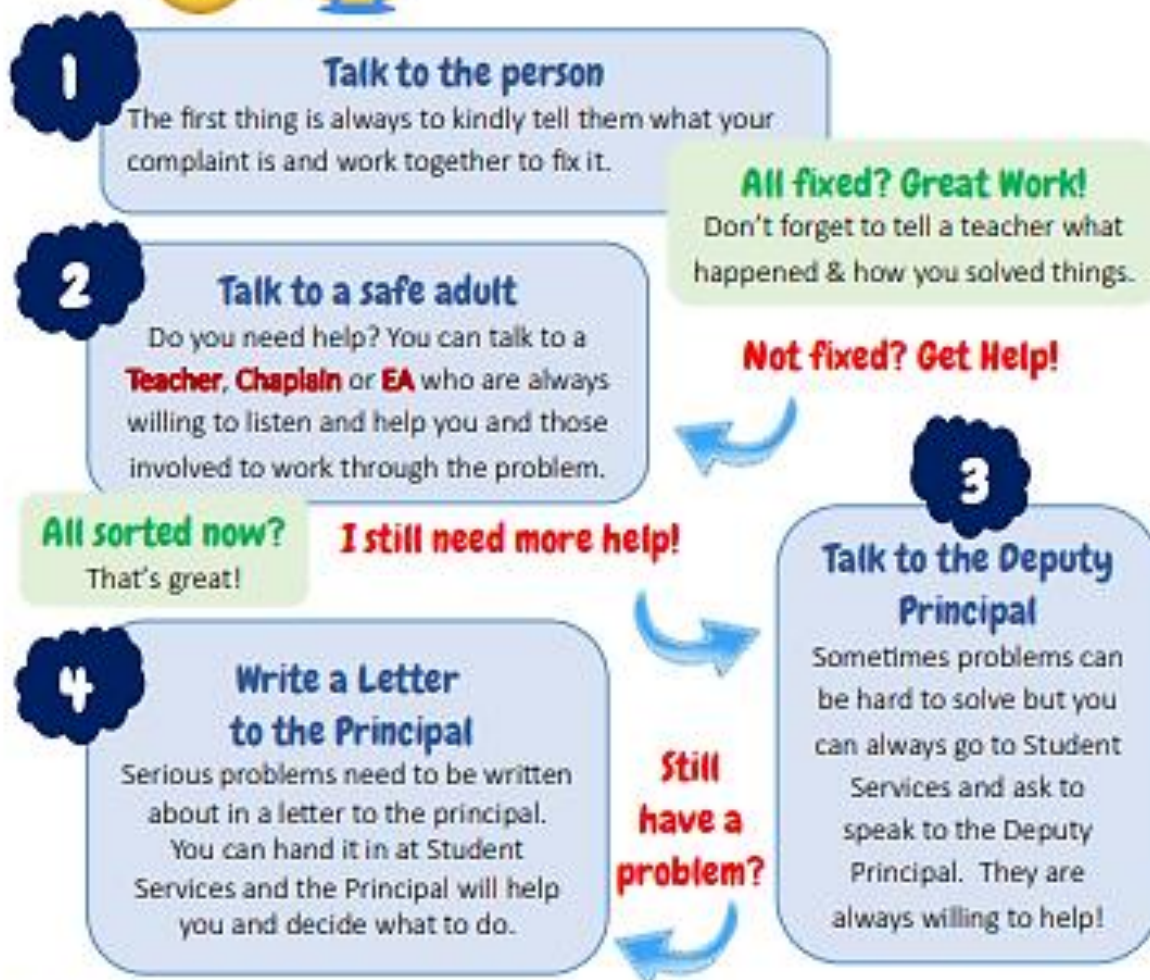 1
Talk to the person
The first thing is always to kindly tell them what your
complaint is and work together to fix it.
All fixed? Great Work!
Don't forget to tell a teacher what
happened & how you solved things.
2
Talk to a safe adult
Do you need help? You can talk to a
Teacher, Chaplain or EA who are always
willing to listen and help you and those
involved to work through the problem.
Not fixed? Get Help!
All sorted now?
That's great!
I still need more help!
3
Talk to the Deputy
Principal
Sometimes problems can
be hard to solve but you
can always go to Student
Services and ask to
speak to the Deputy
Principal. They are
always willing to help!
Still
have a
problem?
4
Write a Letter
to the Principal
Serious problems need to be written
about in a letter to the principal.
You can hand it in at Student
Services and the Principal will help
you and decide what to do.